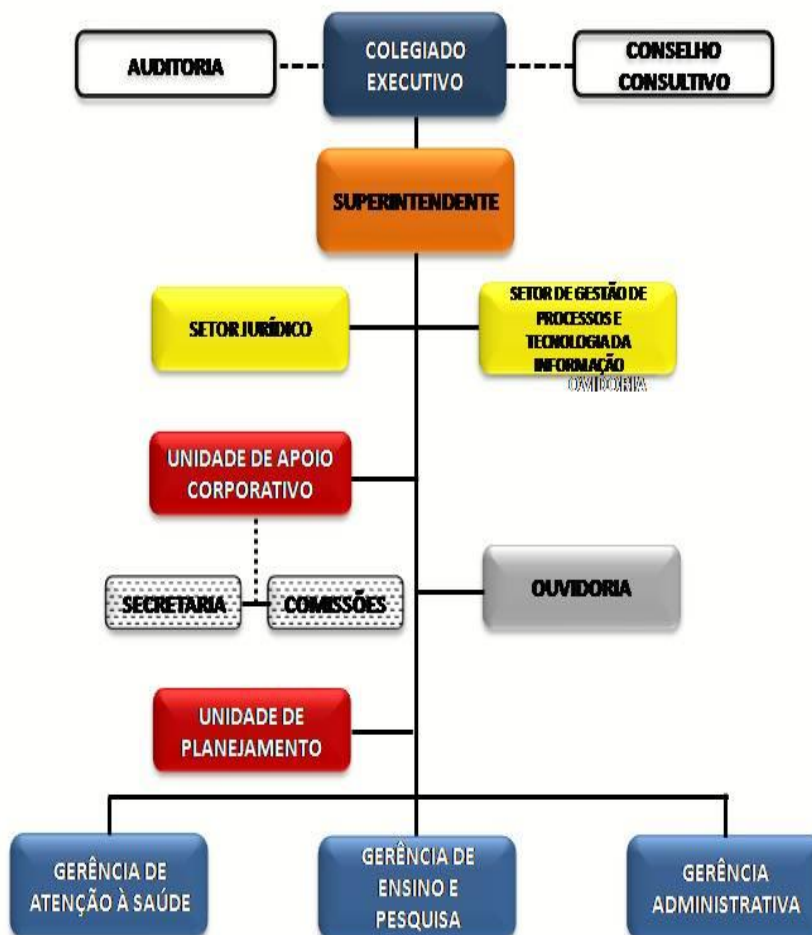 AUDITORIA
COLEGIADO
EXECUTIVO
CONSELHO
CONSULTIVO
SUPERINTENDENTE
SETOR JURÍDICO
SETOR DE GESTÃO DE
PROCESSOS E
TECNOLOGIA DA
INFORMAÇÃO
OVIDORIA
UNIDADE DE APOIO
CORPORATIVO
SECRETARIA
COMISSÕES
OUVIDORIA
UNIDADE DE
PLANEJAMENTO
GERÊNCIA DE
ATENÇÃO À SAÚDE
GERÊNCIA DE
ENSINO E
PESQUISA
GERÊNCIA
ADMINISTRATIVA